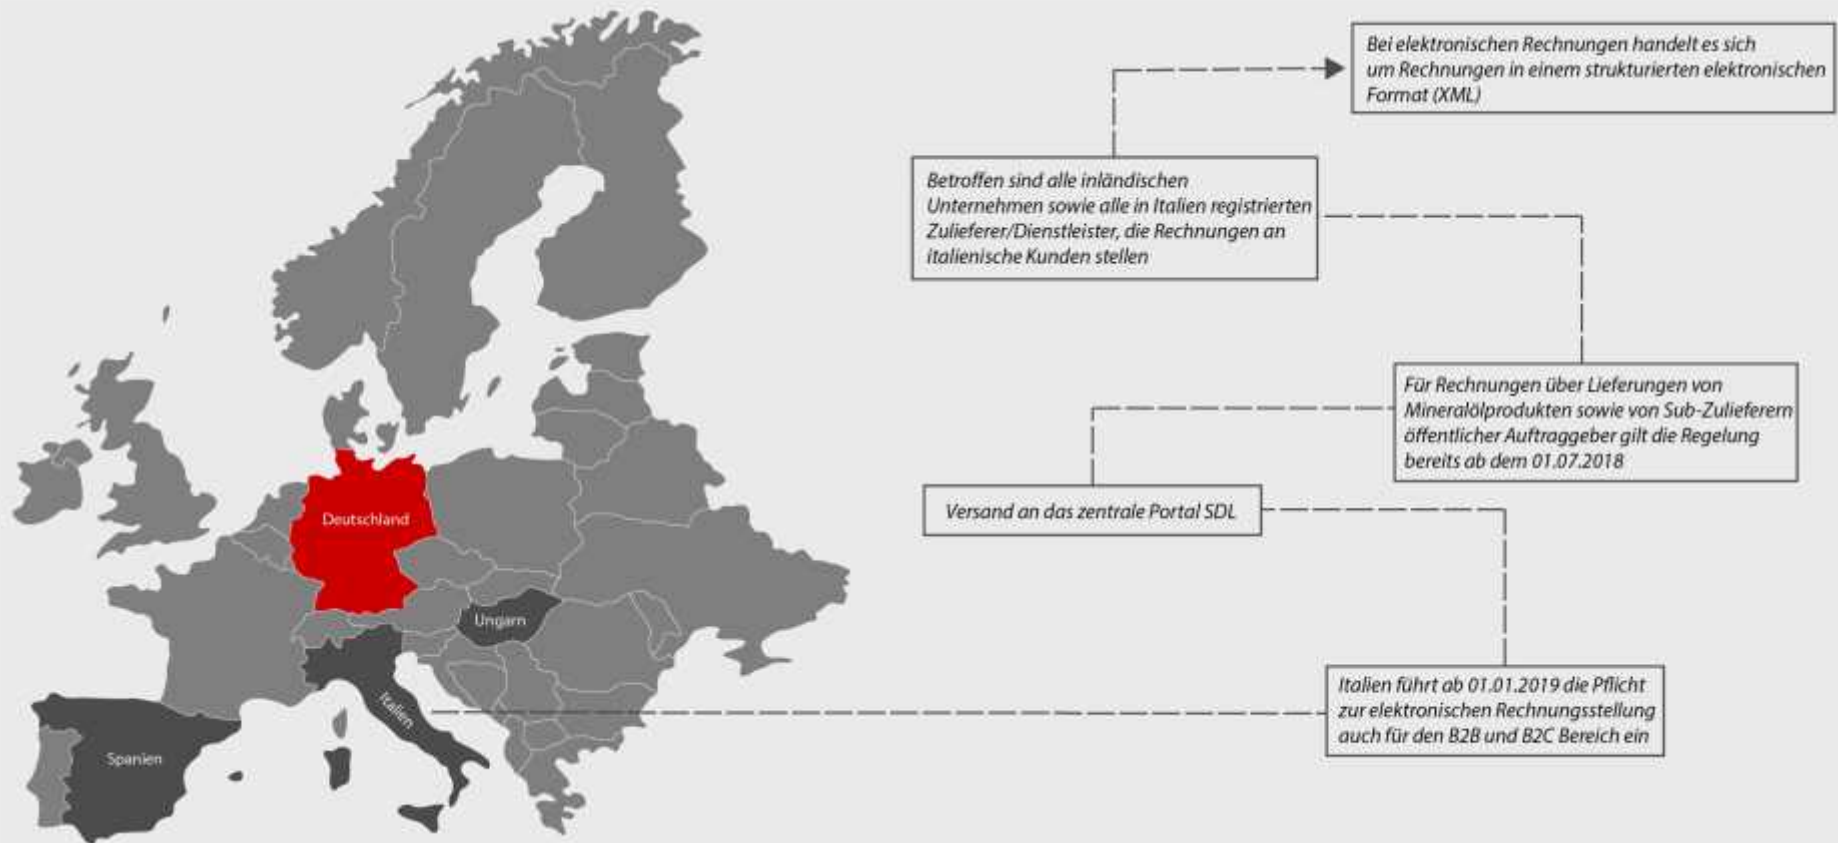 Bei elektronischen Rechnungen handelt es sich
um Rechnungen in einem strukturierten elektronischen
Format (XML)
Betroffen sind alle inländischen
Unternehmen sowie alle in Italien registrierten
Zulieferer/Dienstleister, die Rechnungen an
italienische Kunden stellen
Für Rechnungen über Lieferungen von
Mineralölprodukten sowie von Sub-Zulieferern
öffentlicher Auftraggeber gilt die Regelung
bereits ab dem 01.07.2018
Versand an das zentrale Portal SDL
Italien führt ab 01.01.2019 die Pflicht
zur elektronischen Rechnungsstellung
auch für den B2B und B2C Bereich ein
Deutschland
Ungarn
Italien
Spanien